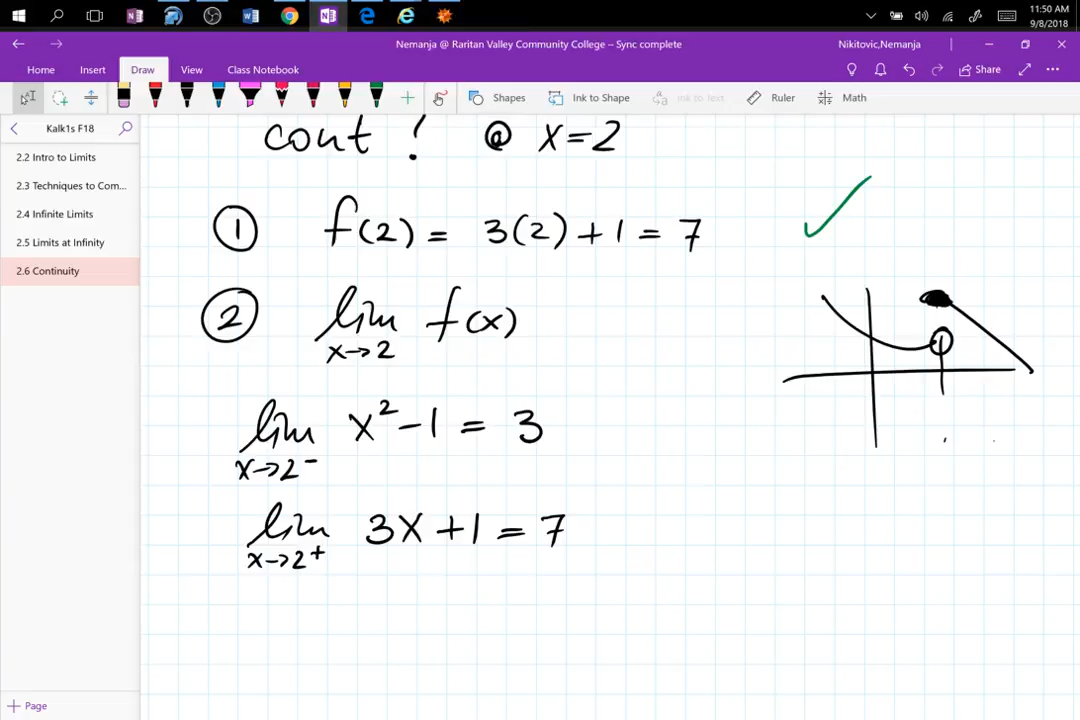 11:50 AM
9/8/2018
Nemanja @ Raritan Valley Community College – Sync complete
Nikitovic,Nemanja
Home Insert Draw View Class Notebook
Share
Shapes Ink to Shape Ink to Text Ruler Math
Kalk1s F18
2.2 Intro to Limits
2.3 Techniques to Com...
2.4 Infinite Limits
2.5 Limits at Infinity
2.6 Continuity
Page
cont ? @ x=2
① f(2) = 3(2)+1 = 7 ✓
② lim f(x)
x→2
lim x²-1 = 3
x→2⁻
lim 3x+1 = 7
x→2⁺